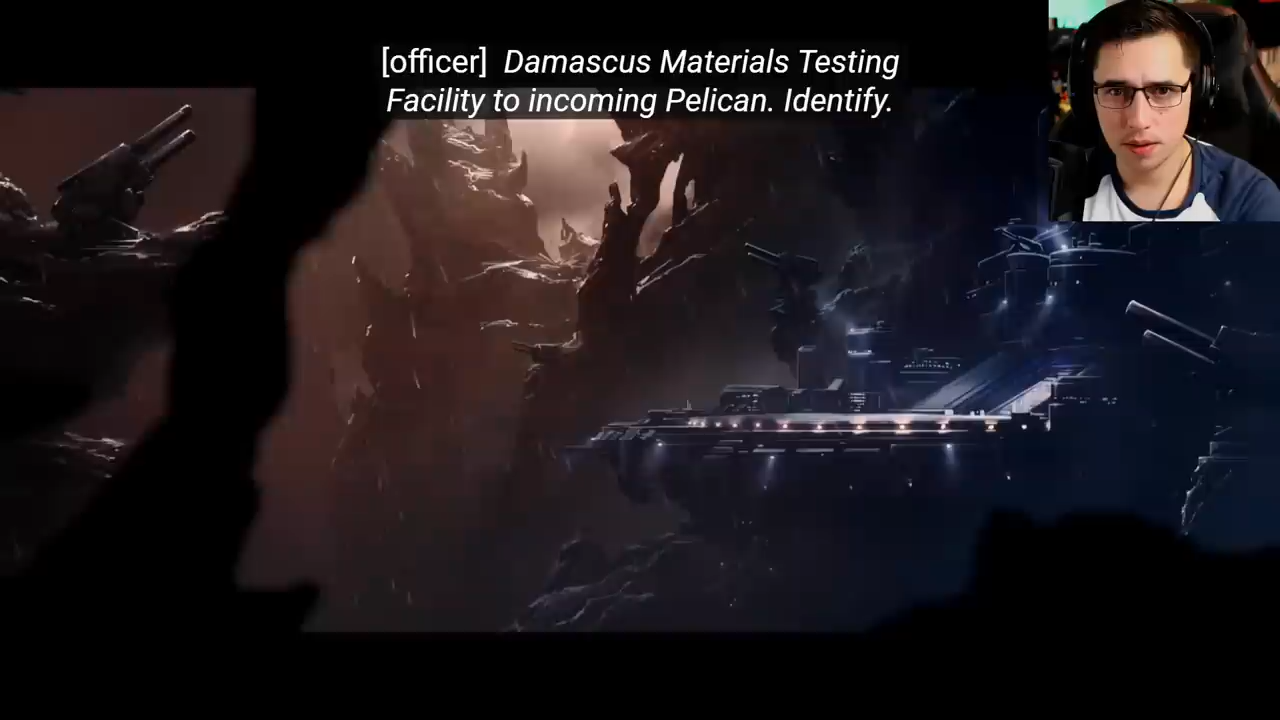 [officer] Damascus Materials Testing
Facility to incoming Pelican. Identify.